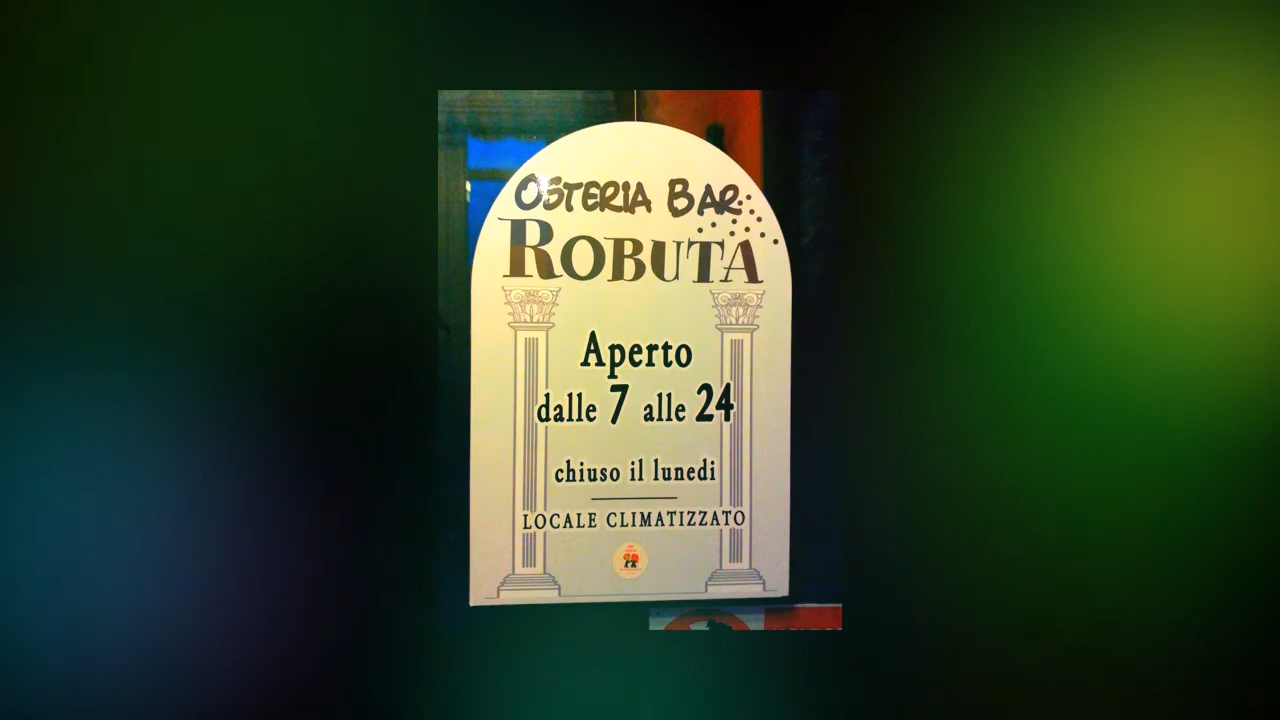 OSTERIA BAR
ROBUTA
Aperto
dalle 7 alle 24
chiuso il lunedi
LOCALE CLIMATIZZATO